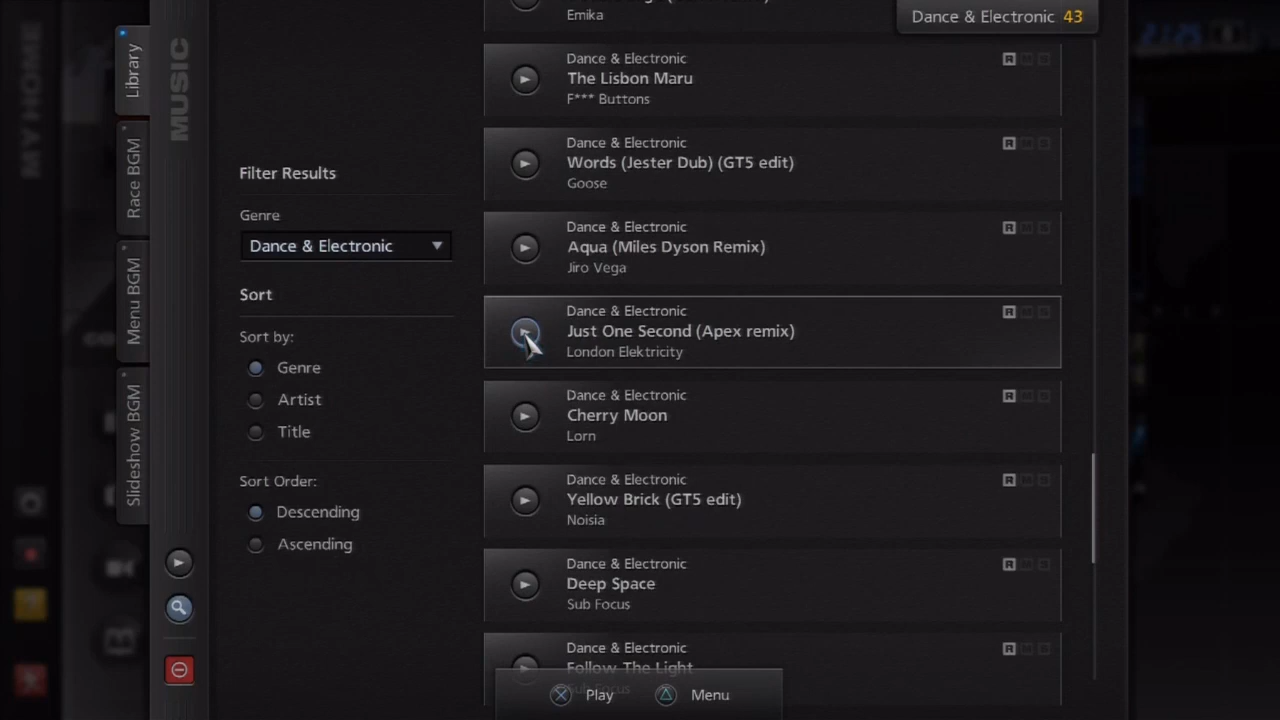 Emika
Dance & Electronic 43
MY HOME
MUSIC
Library
Race BGM
Menu BGM
Slideshow BGM
Filter Results
Genre
Dance & Electronic
Sort
Sort by:
Genre
Artist
Title
Sort Order:
Descending
Ascending
Dance & Electronic
The Lisbon Maru
F*** Buttons
R M S
Dance & Electronic
Words (Jester Dub) (GT5 edit)
Goose
R M S
Dance & Electronic
Aqua (Miles Dyson Remix)
Jiro Vega
R M S
Dance & Electronic
Just One Second (Apex remix)
London Elektricity
R M S
Dance & Electronic
Cherry Moon
Lorn
R M S
Dance & Electronic
Yellow Brick (GT5 edit)
Noisia
R M S
Dance & Electronic
Deep Space
Sub Focus
R M S
Dance & Electronic
Follow The Light
Sub Focus
R M S
Play
Menu